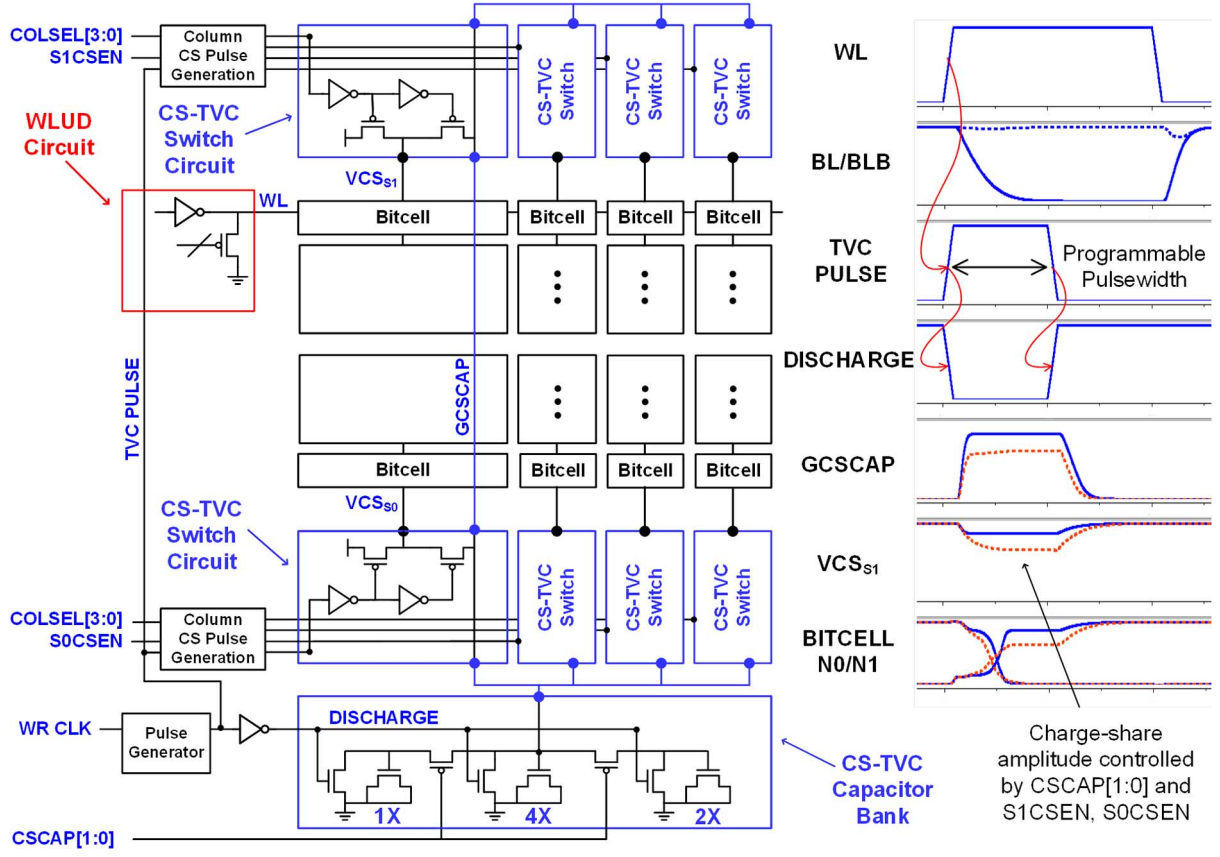 COLSEL[3:0]
S1CSEN
Column
CS Pulse
Generation
CS-TVC
Switch
Circuit
CS-TVC
Switch
CS-TVC
Switch
CS-TVC
Switch
WLUD
Circuit
WL
VCSS1
Bitcell
Bitcell
Bitcell
Bitcell
TVC PULSE
GCSCAP
Bitcell
Bitcell
Bitcell
Bitcell
VCSS0
CS-TVC
Switch
Circuit
CS-TVC
Switch
CS-TVC
Switch
CS-TVC
Switch
COLSEL[3:0]
S0CSEN
Column
CS Pulse
Generation
WR CLK
Pulse
Generator
DISCHARGE
1X
4X
2X
CS-TVC
Capacitor
Bank
CSCAP[1:0]
WL
BL/BLB
TVC
PULSE
Programmable
Pulsewidth
DISCHARGE
GCSCAP
VCSS1
BITCELL
N0/N1
Charge-share
amplitude controlled
by CSCAP[1:0] and
S1CSEN, S0CSEN